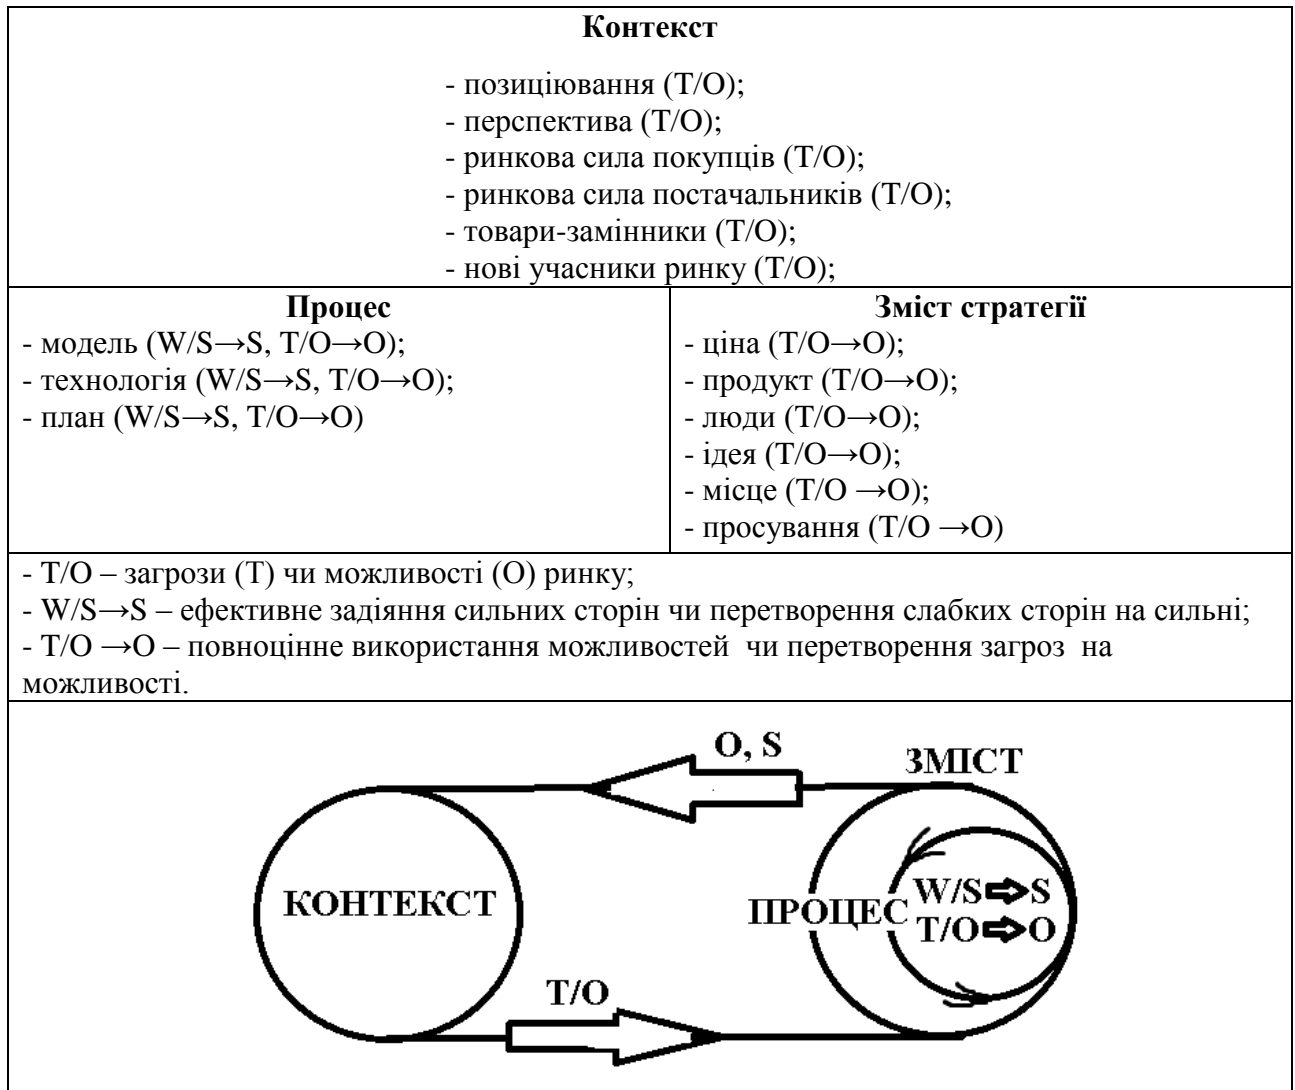 Контекст
- позиціювання (T/O);
- перспектива (T/O);
- ринкова сила покупців (T/O);
- ринкова сила постачальників (T/O);
- товари-замінники (T/O);
- нові учасники ринку (T/O);
Процес
- модель (W/S→S, T/O→O);
- технологія (W/S→S, T/O→O);
- план (W/S→S, T/O→O)
Зміст стратегії
- ціна (T/O→O);
- продукт (T/O→O);
- люди (T/O→O);
- ідея (T/O→O);
- місце (T/O →O);
- просування (T/O →O)
- T/O – загрози (T) чи можливості (O) ринку;
- W/S→S – ефективне задіяння сильних сторін чи перетворення слабких сторін на сильні;
- T/O →O – повноцінне використання можливостей чи перетворення загроз на
можливості.
O, S
ЗМІСТ
КОНТЕКСТ
ПРОЦЕС
W/S⇨S
T/O⇨O
T/O